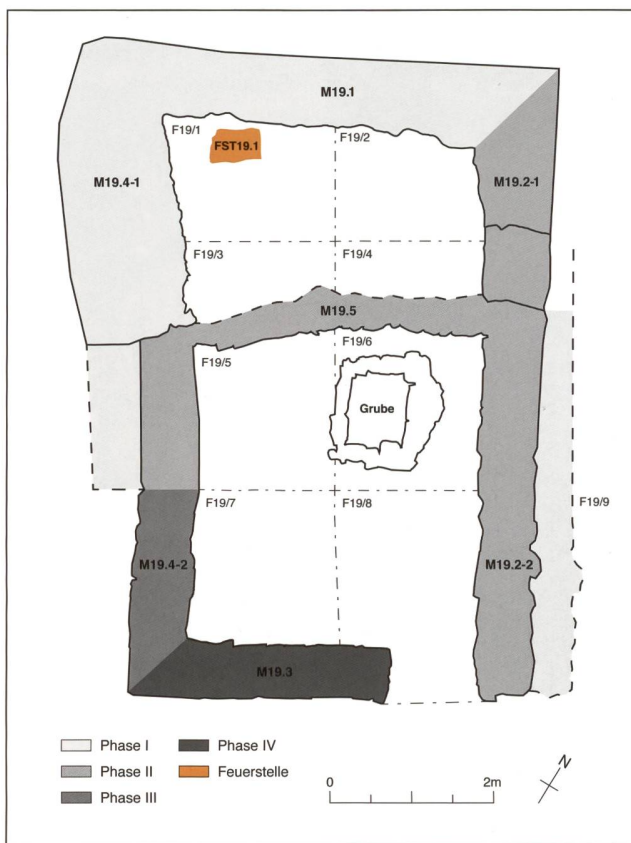 M19.1
F19/1
F19/2
FST19.1
M19.4-1
M19.2-1
F19/3
F19/4
M19.5
F19/5
F19/6
Grube
F19/7
F19/8
F19/9
M19.4-2
M19.2-2
M19.3
Phase I
Phase IV
Phase II
Feuerstelle
Phase III
0
2m
N